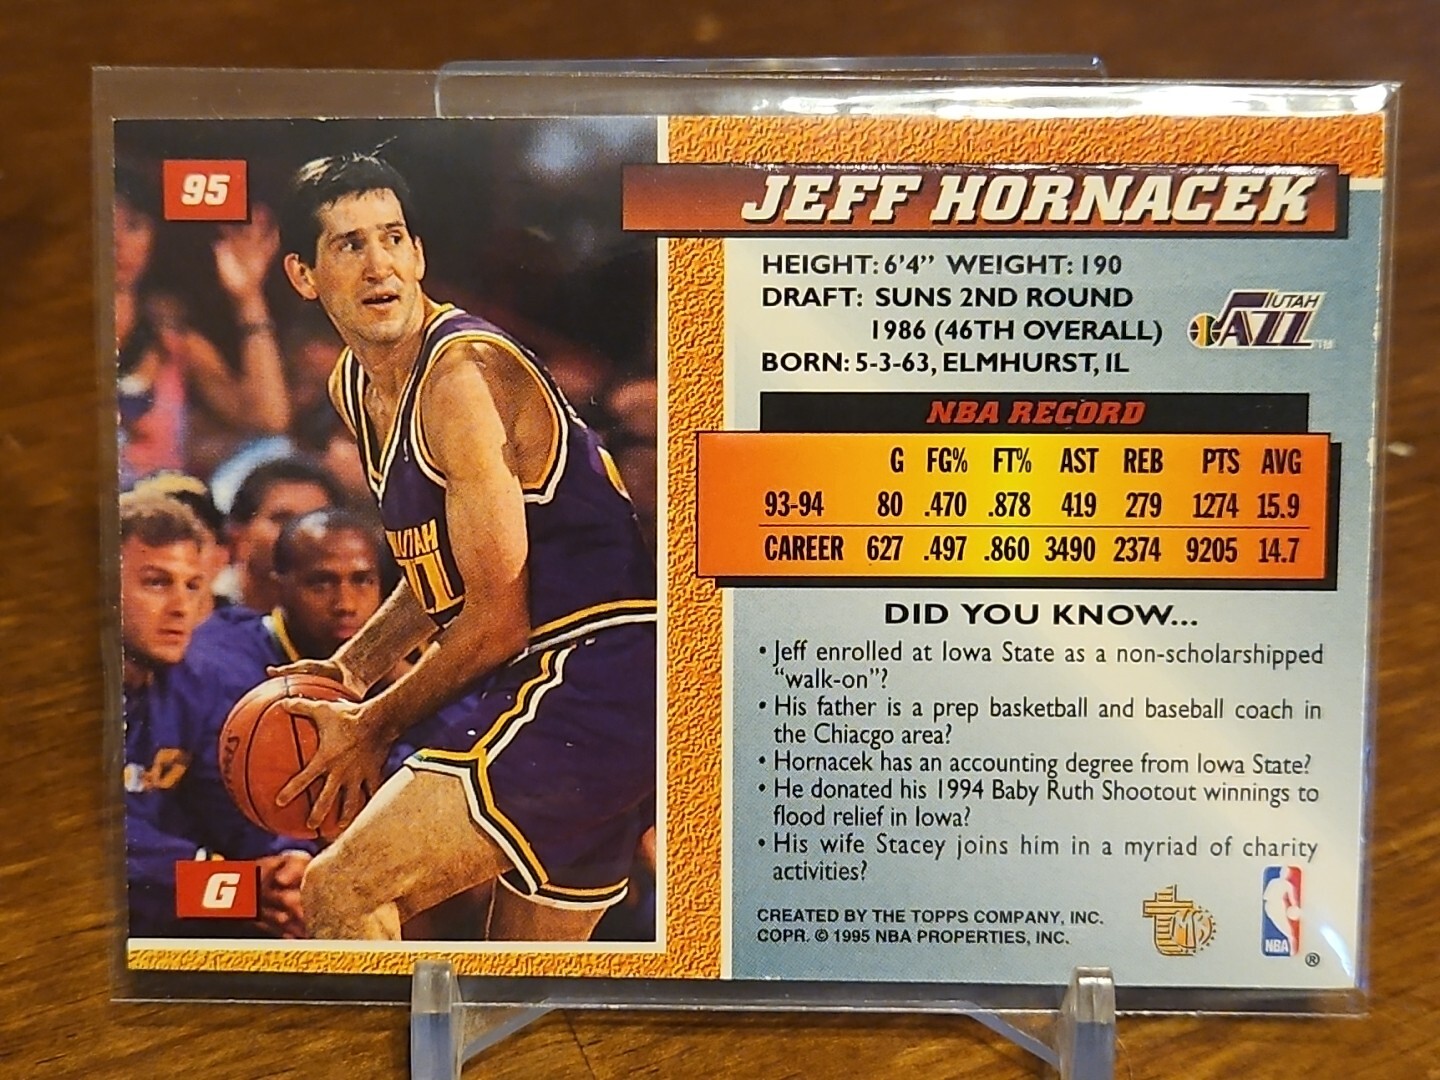 95
JEFF HORNACEK
HEIGHT: 6'4" WEIGHT: 190
DRAFT: SUNS 2ND ROUND
1986 (46TH OVERALL)
BORN: 5-3-63, ELMHURST, IL
UTAH
JAZZ
TM
NBA RECORD
G FG% FT% AST REB PTS AVG
93-94 80 .470 .878 419 279 1274 15.9
CAREER 627 .497 .860 3490 2374 9205 14.7
DID YOU KNOW...
• Jeff enrolled at Iowa State as a non-scholarshipped
"walk-on"?
• His father is a prep basketball and baseball coach in
the Chiacgo area?
• Hornacek has an accounting degree from Iowa State?
• He donated his 1994 Baby Ruth Shootout winnings to
flood relief in Iowa?
• His wife Stacey joins him in a myriad of charity
activities?
CREATED BY THE TOPPS COMPANY, INC.
COPR. © 1995 NBA PROPERTIES, INC.
NBA
®
UTAH
G